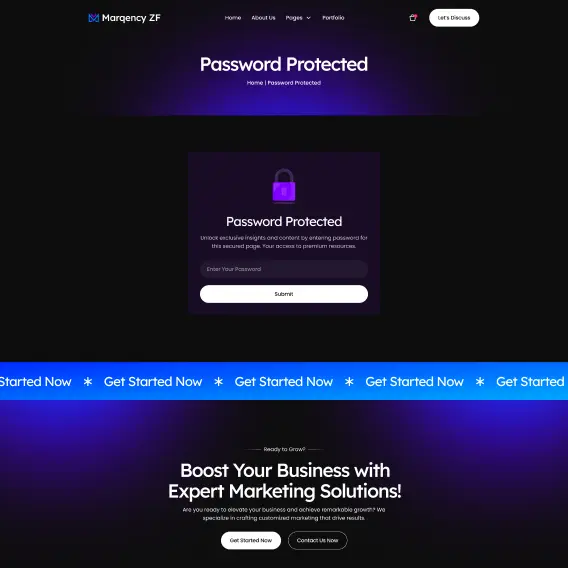 Marqency ZF
Home About Us Pages Portfolio
Let's Discuss
Password Protected
Home | Password Protected
Password Protected
Unlock exclusive insights and content by entering password for
this secured page. Your access to premium resources.
Enter Your Password
Submit
Started Now * Get Started Now * Get Started Now * Get Started Now * Get Started
Ready to Grow?
Boost Your Business with
Expert Marketing Solutions!
Are you ready to elevate your business and achieve remarkable growth? We
specialize in crafting customized marketing that drive results.
Get Started Now Contact Us Now